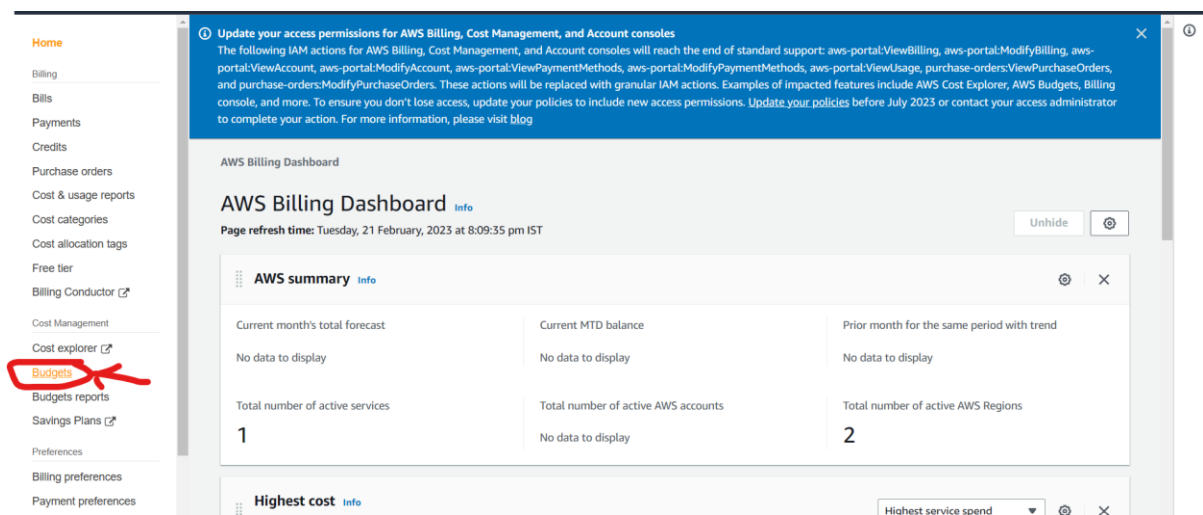 Home
Billing
Bills
Payments
Credits
Purchase orders
Cost & usage reports
Cost categories
Cost allocation tags
Free tier
Billing Conductor
Cost Management
Cost explorer
Budgets
Budgets reports
Savings Plans
Preferences
Billing preferences
Payment preferences
Update your access permissions for AWS Billing, Cost Management, and Account consoles
The following IAM actions for AWS Billing, Cost Management, and Account consoles will reach the end of standard support: aws-portal:ViewBilling, aws-portal:ModifyBilling, aws-
portal:ViewAccount, aws-portal:ModifyAccount, aws-portal:ViewPaymentMethods, aws-portal:ModifyPaymentMethods, aws-portal:ViewUsage, purchase-orders:ViewPurchaseOrders,
and purchase-orders:ModifyPurchaseOrders. These actions will be replaced with granular IAM actions. Examples of impacted features include AWS Cost Explorer, AWS Budgets, Billing
console, and more. To ensure you don't lose access, update your policies to include new access permissions. Update your policies before July 2023 or contact your access administrator
to complete your action. For more information, please visit blog
AWS Billing Dashboard
AWS Billing Dashboard Info
Page refresh time: Tuesday, 21 February, 2023 at 8:09:35 pm IST
Unhide
AWS summary Info
Current month's total forecast
No data to display
Current MTD balance
No data to display
Prior month for the same period with trend
No data to display
Total number of active services
1
Total number of active AWS accounts
No data to display
Total number of active AWS Regions
2
Highest cost Info
Highest service spend